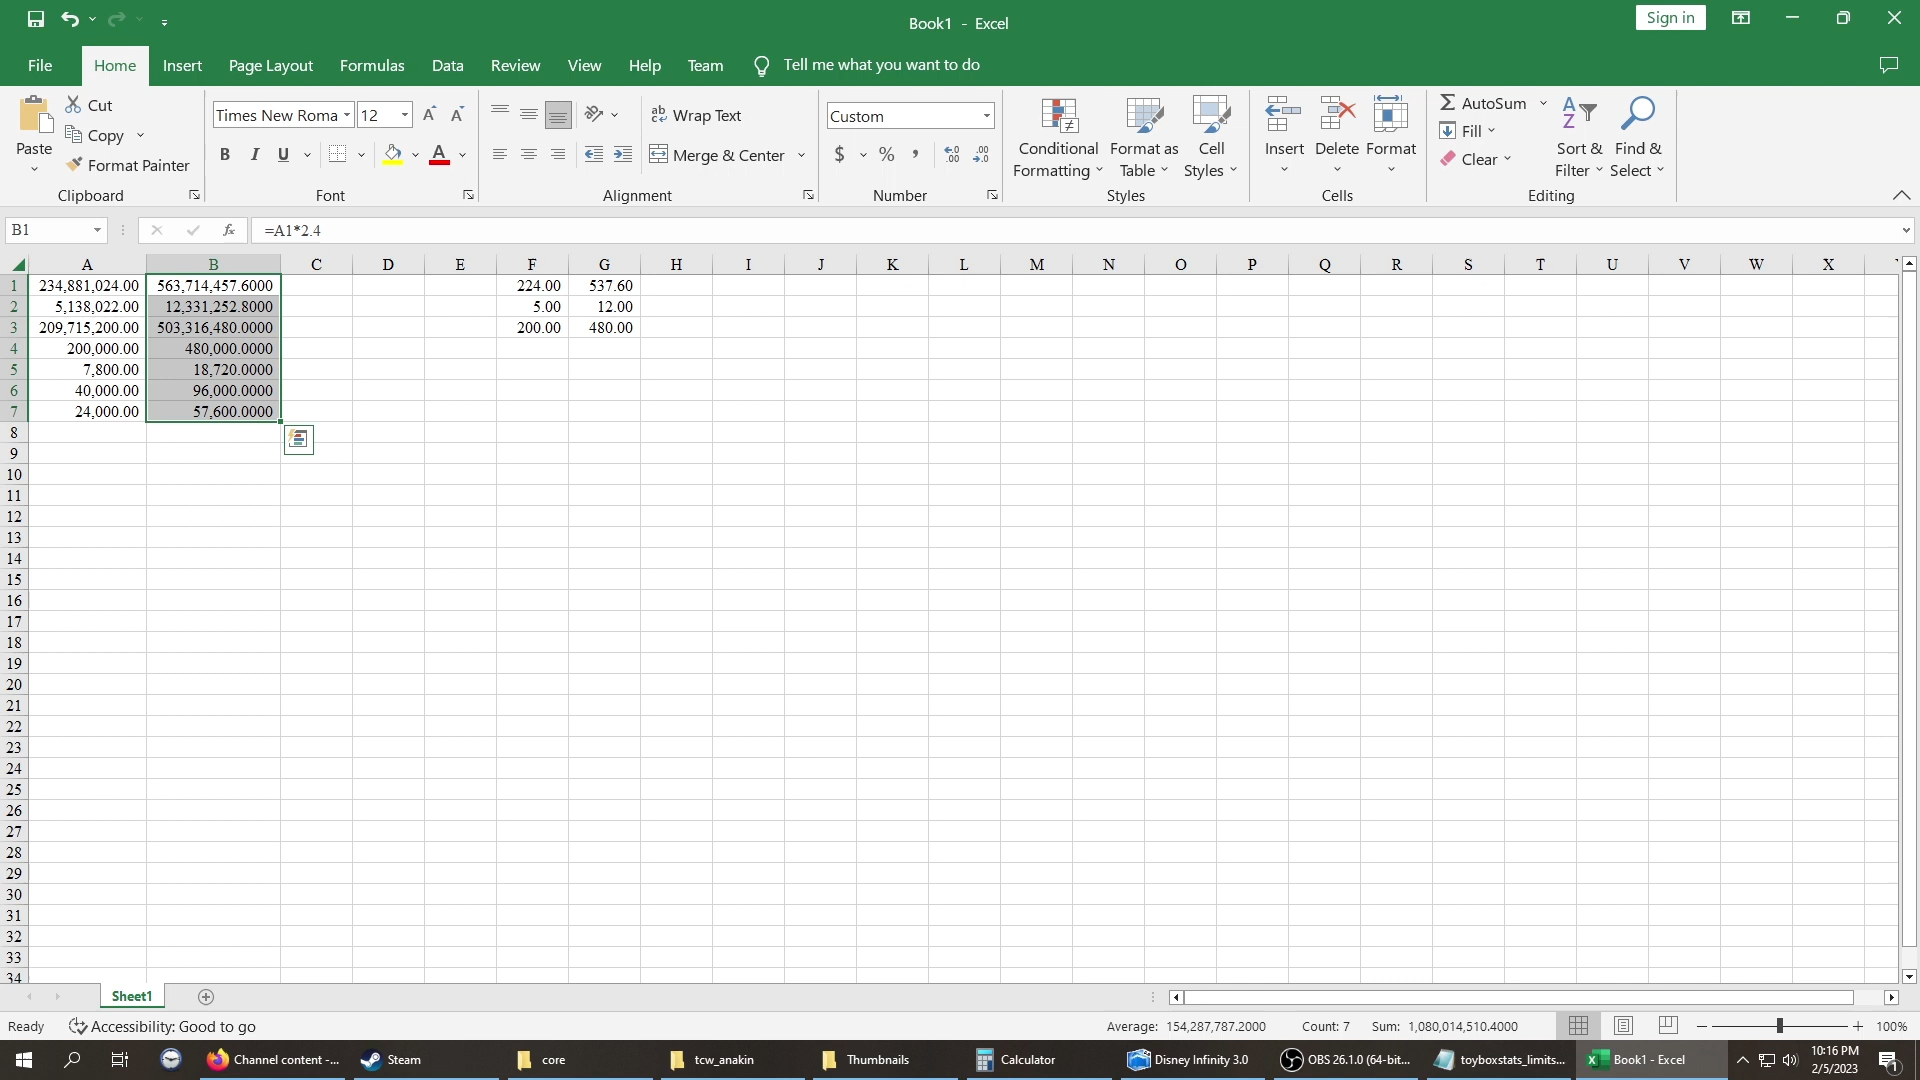 Book1 - Excel
Sign in
File Home Insert Page Layout Formulas Data Review View Help Team Tell me what you want to do
Paste
Cut
Copy
Format Painter
Clipboard
Times New Roma 12
B I U A
Font
ab Wrap Text
Merge & Center
Alignment
Custom
$ % ,
Number
Conditional Formatting
Format as Table
Cell Styles
Styles
Insert Delete Format
Cells
AutoSum
Fill
Clear
Sort & Filter
Find & Select
Editing
B1 fx =A1*2.4
A B C D E F G H I J K L M N O P Q R S T U V W X
1 234,881,024.00 563,714,457.6000 224.00 537.60
2 5,138,022.00 12,331,252.8000 5.00 12.00
3 209,715,200.00 503,316,480.0000 200.00 480.00
4 200,000.00 480,000.0000
5 7,800.00 18,720.0000
6 40,000.00 96,000.0000
7 24,000.00 57,600.0000
8
9
10
11
12
13
14
15
16
17
18
19
20
21
22
23
24
25
26
27
28
29
30
31
32
33
34
Sheet1
Ready Accessibility: Good to go Average: 154,287,787.2000 Count: 7 Sum: 1,080,014,510.4000 100%
Channel content -... Steam core tcw_anakin Thumbnails Calculator Disney Infinity 3.0 OBS 26.1.0 (64-bit... toyboxstats_limits... Book1 - Excel 10:16 PM
2/5/2023
1